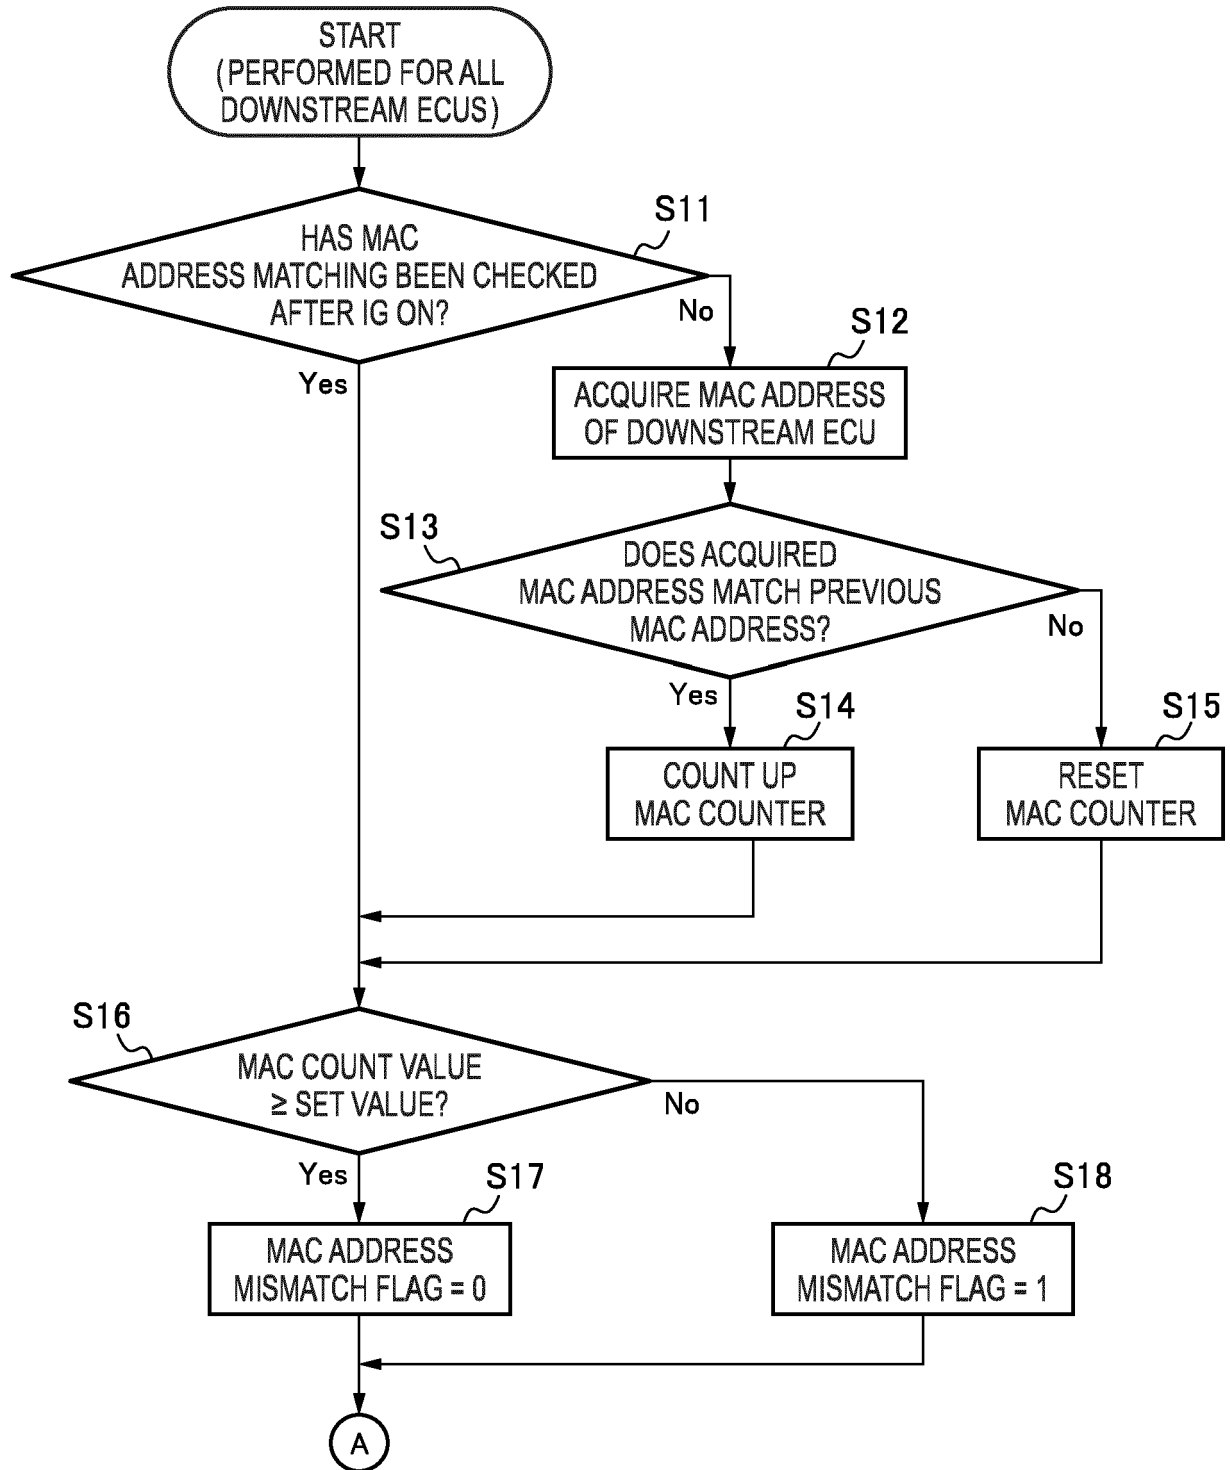 START
(PERFORMED FOR ALL
DOWNSTREAM ECUS)
S11
HAS MAC
ADDRESS MATCHING BEEN CHECKED
AFTER IG ON?
No
Yes
S12
ACQUIRE MAC ADDRESS
OF DOWNSTREAM ECU
S13
DOES ACQUIRED
MAC ADDRESS MATCH PREVIOUS
MAC ADDRESS?
No
Yes
S14
COUNT UP
MAC COUNTER
S15
RESET
MAC COUNTER
S16
MAC COUNT VALUE
≥ SET VALUE?
No
Yes
S17
MAC ADDRESS
MISMATCH FLAG = 0
S18
MAC ADDRESS
MISMATCH FLAG = 1
A